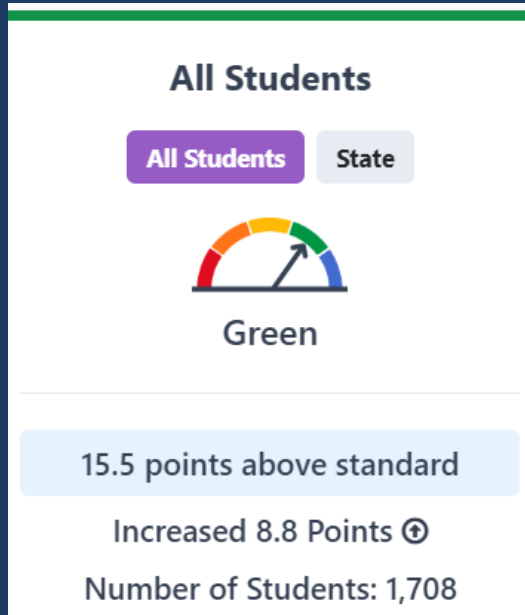 All Students
All Students State
Green
15.5 points above standard
Increased 8.8 Points
Number of Students: 1,708